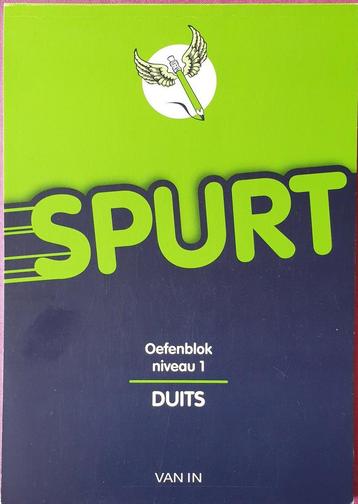 SPURT
Oefenblok
niveau 1
DUITS
VAN IN